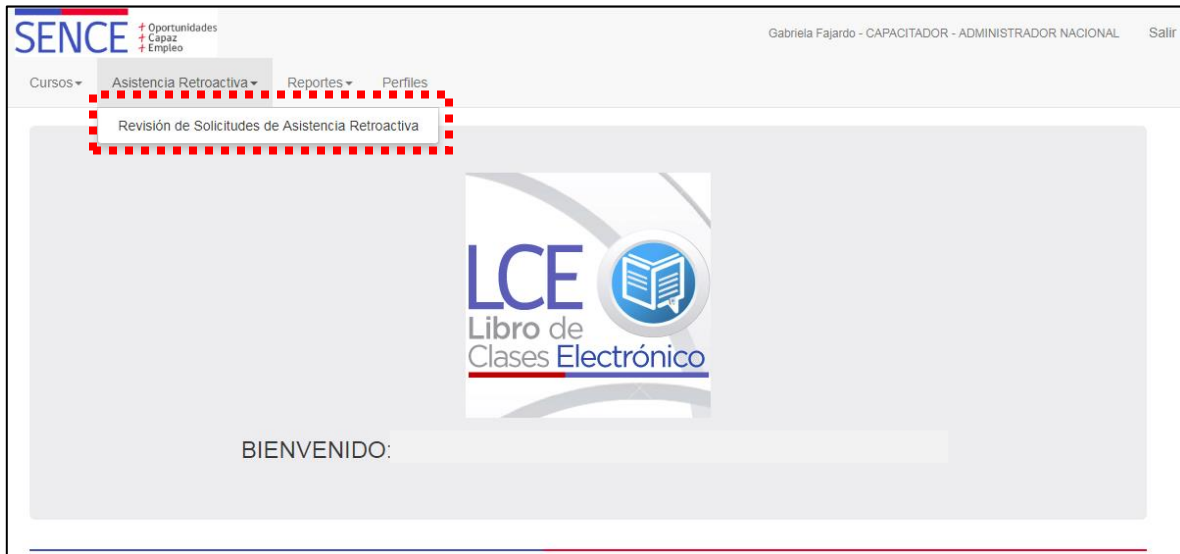 SENCE
+ Oportunidades
+ Capaz
+ Empleo
Gabriela Fajardo - CAPACITADOR - ADMINISTRADOR NACIONAL Salir
Cursos Asistencia Retroactiva Reportes Perfiles
Revisión de Solicitudes de Asistencia Retroactiva
LCE
Libro de
Clases Electrónico
BIENVENIDO: